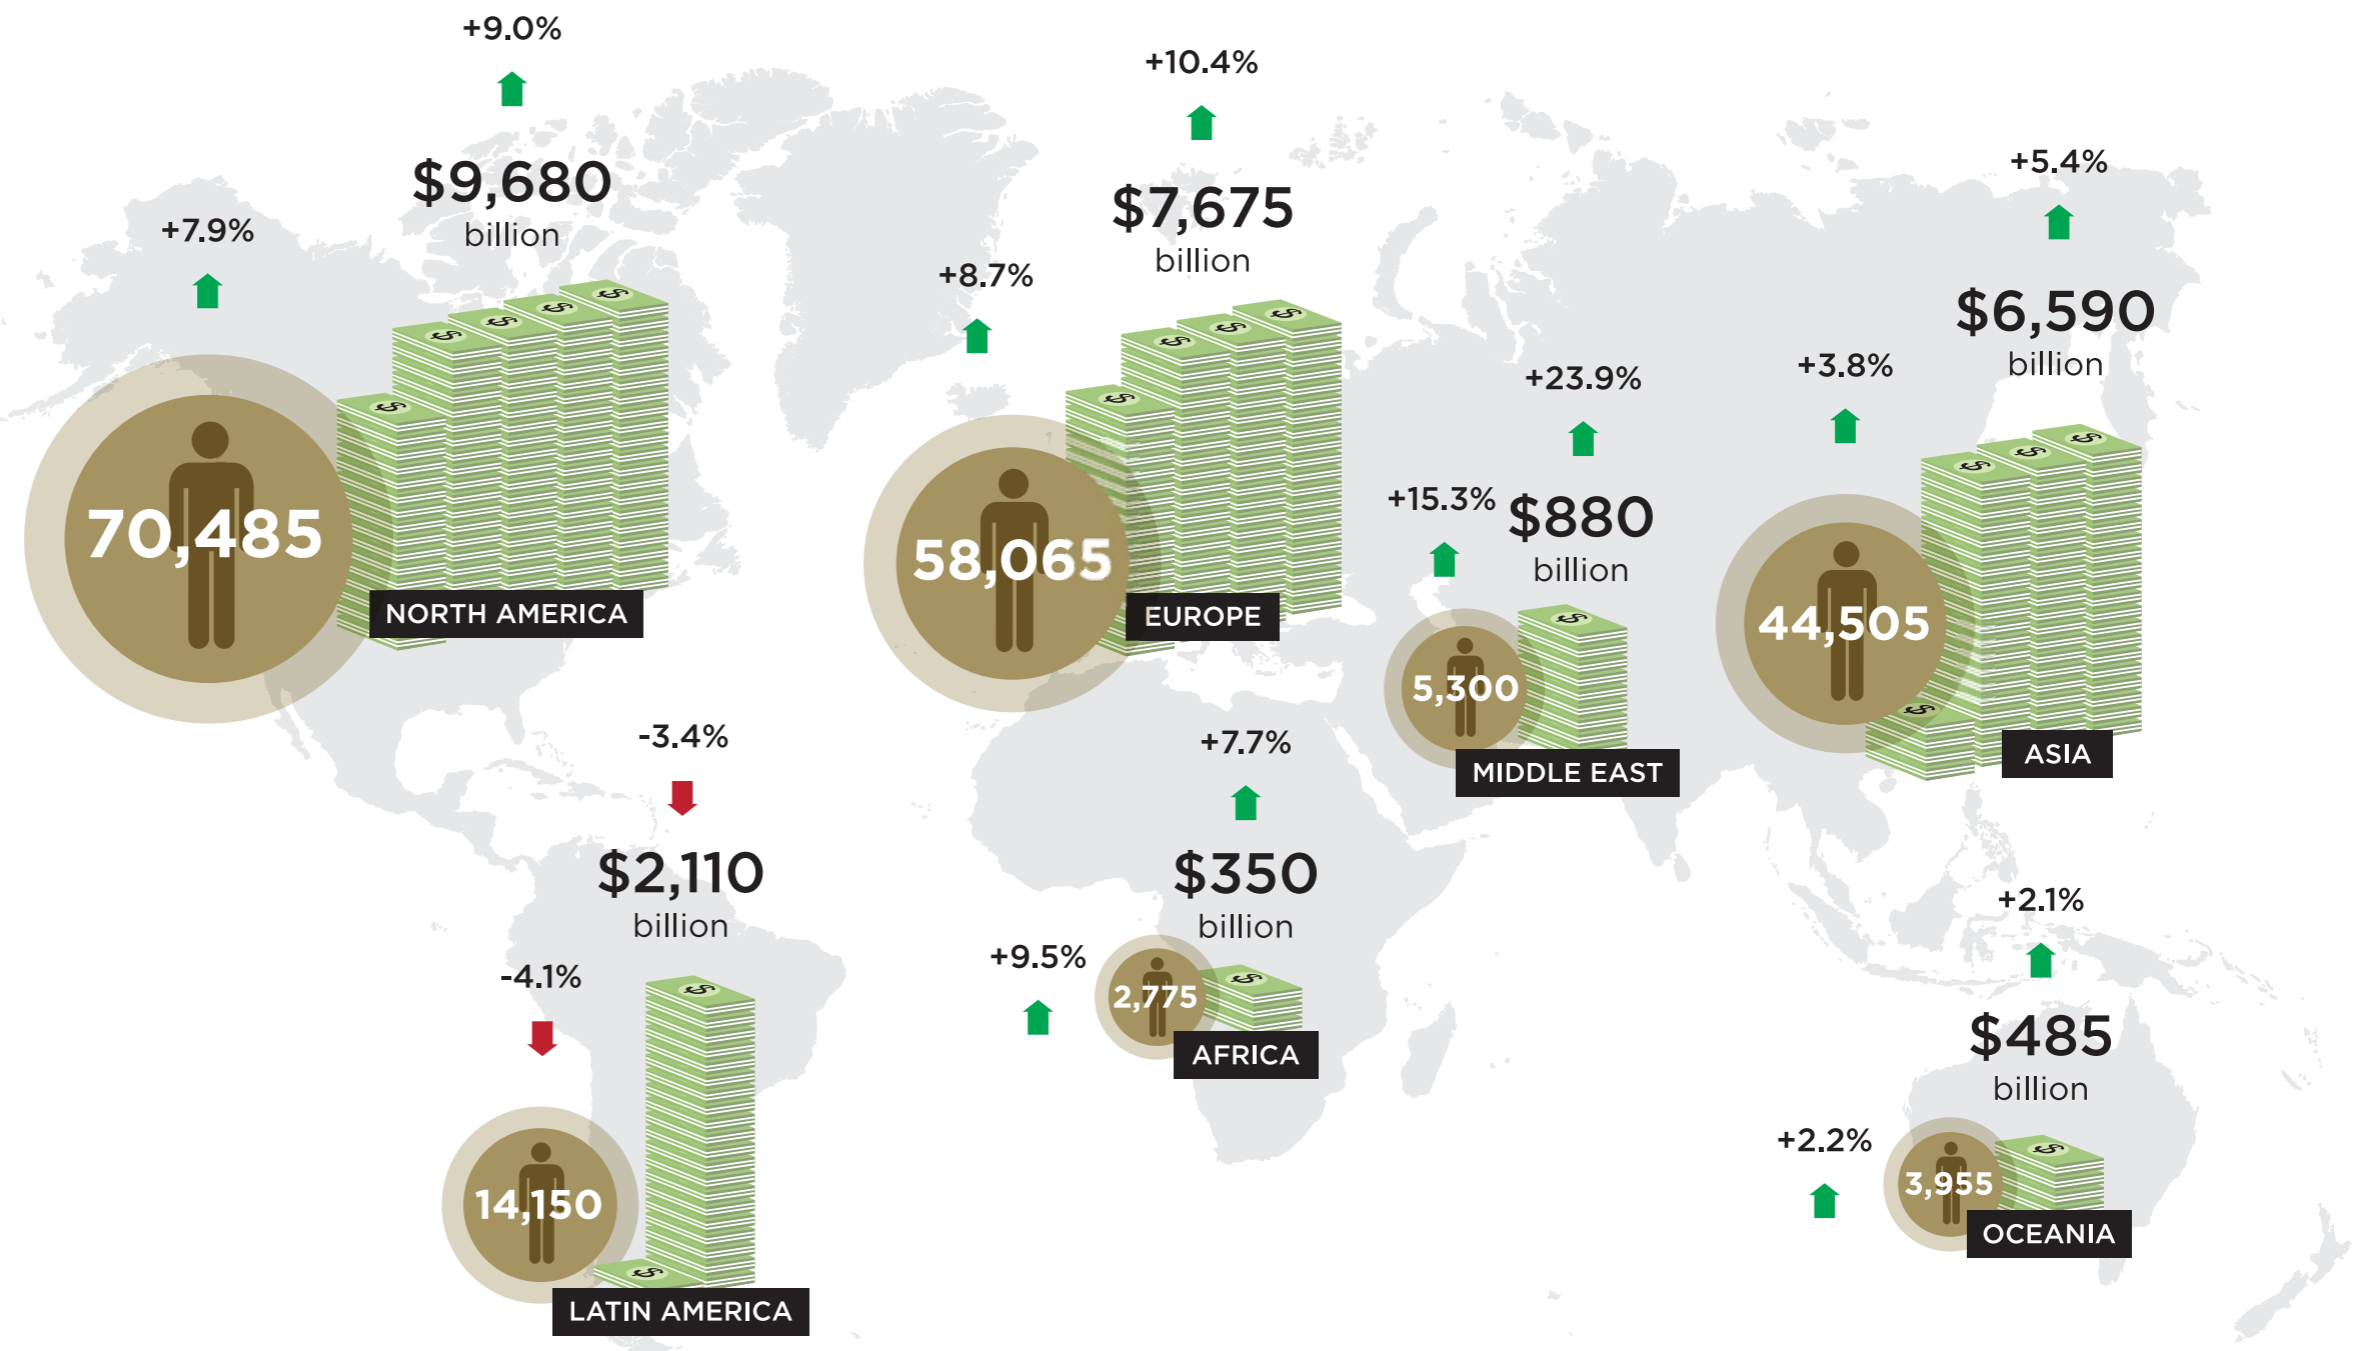 +9.0%
$9,680
billion
+7.9%
70,485
NORTH AMERICA
+10.4%
$7,675
billion
+8.7%
58,065
EUROPE
+23.9%
$880
billion
+15.3%
5,300
MIDDLE EAST
+5.4%
$6,590
billion
+3.8%
44,505
ASIA
-3.4%
$2,110
billion
-4.1%
14,150
LATIN AMERICA
+7.7%
$350
billion
+9.5%
2,775
AFRICA
+2.1%
$485
billion
+2.2%
3,955
OCEANIA